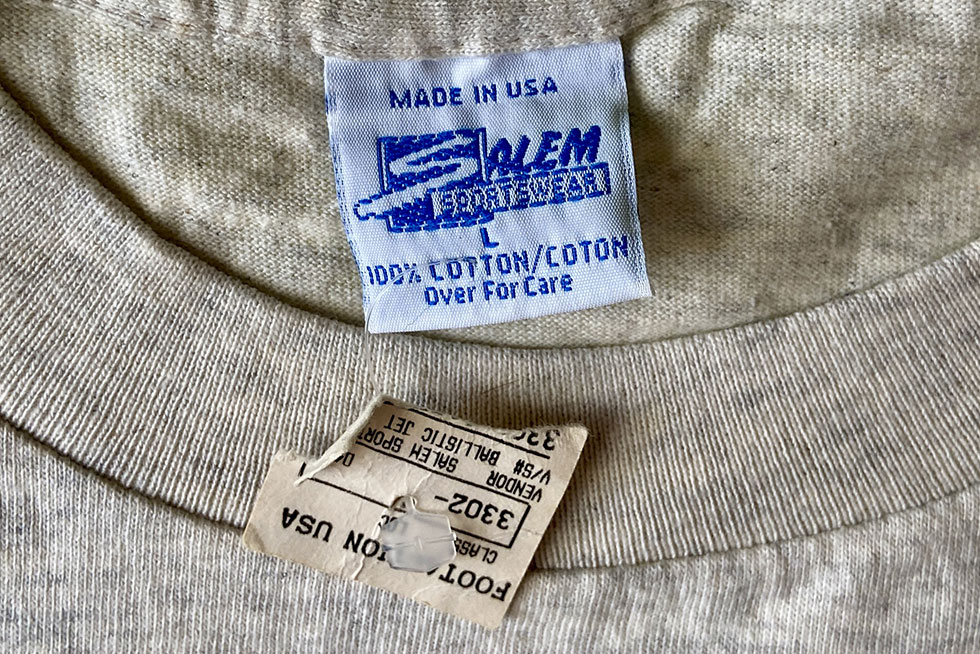 MADE IN USA
SALEM
SPORTSWEAR
L
100% COTTON/COTON
Over For Care
FOOT ION USA
CLASS
3302-
VENDOR SALEM SPORT
V/S# BALLISTIC JET